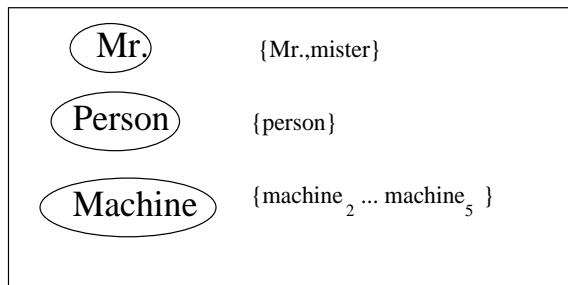 Mr. {Mr.,mister}
Person {person}
Machine {machine₂ ... machine₅ }